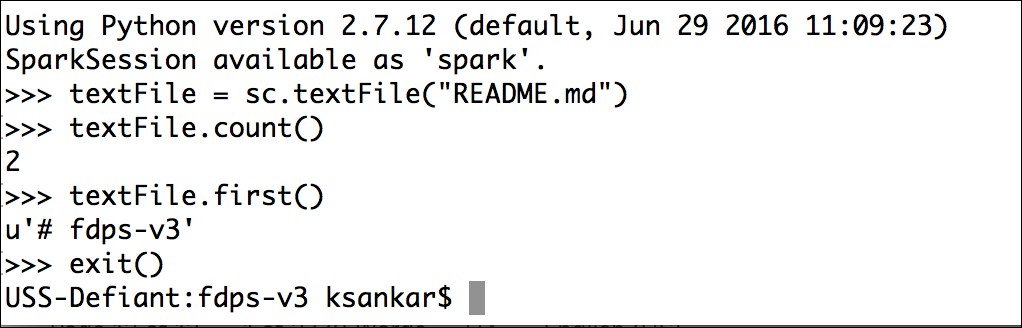 Using Python version 2.7.12 (default, Jun 29 2016 11:09:23)
SparkSession available as 'spark'.
>>> textFile = sc.textFile("README.md")
>>> textFile.count()
2
>>> textFile.first()
u'# fdps-v3'
>>> exit()
USS-Defiant:fdps-v3 ksankar$